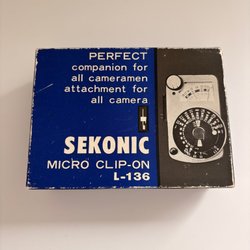 PERFECT
companion for
all cameramen
attachment for
all camera
SEKONIC
MICRO CLIP-ON
L-136